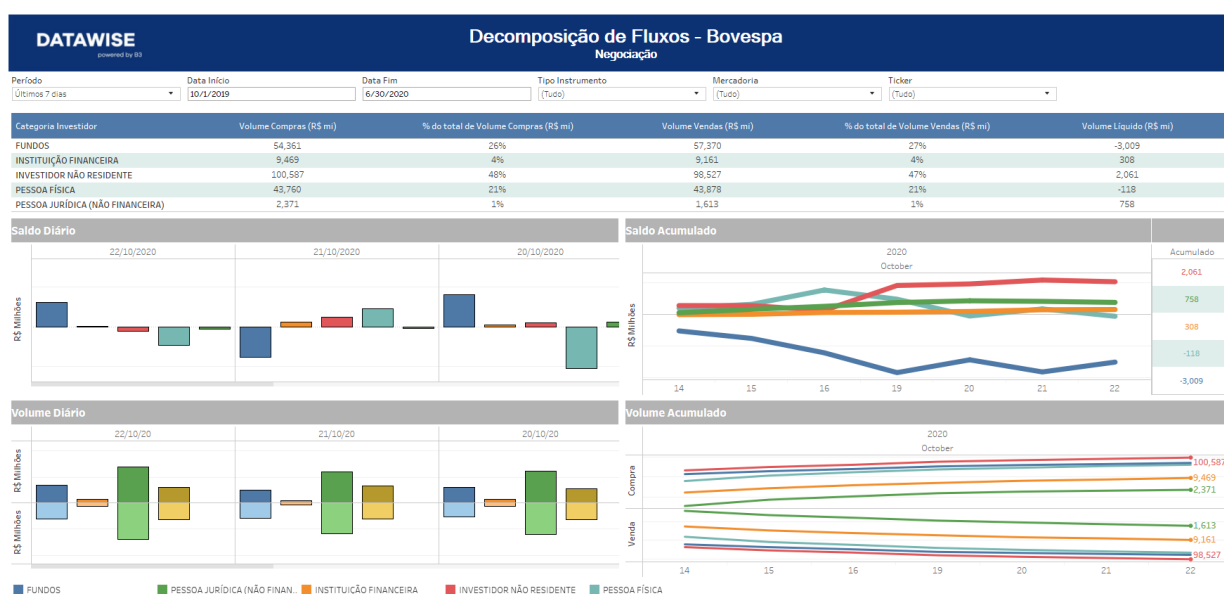 DATAWISE
powered by B3
Decomposição de Fluxos - Bovespa
Negociação
Período Data Início Data Fim Tipo Instrumento Mercadoria Ticker
Últimos 7 dias 10/1/2019 6/30/2020 (Tudo) (Tudo) (Tudo)
Categoria Investidor Volume Compras (R$ mi) % do total de Volume Compras (R$ mi) Volume Vendas (R$ mi) % do total de Volume Vendas (R$ mi) Volume Líquido (R$ mi)
FUNDOS 54,361 26% 57,370 27% -3,009
INSTITUIÇÃO FINANCEIRA 9,469 4% 9,161 4% 308
INVESTIDOR NÃO RESIDENTE 100,587 48% 98,527 47% 2,061
PESSOA FÍSICA 43,760 21% 43,878 21% -118
PESSOA JURÍDICA (NÃO FINANCEIRA) 2,371 1% 1,613 1% 758
Saldo Diário
22/10/2020 21/10/2020 20/10/2020
R$ Milhões
Saldo Acumulado
2020
October
Acumulado
R$ Milhões
2,061
758
308
-118
-3,009
14 15 16 19 20 21 22
Volume Diário
22/10/20 21/10/20 20/10/20
R$ Milhões
R$ Milhões
Volume Acumulado
2020
October
Compra
100,587
9,469
2,371
Venda
1,613
9,161
98,527
14 15 16 19 20 21 22
FUNDOS PESSOA JURÍDICA (NÃO FINAN.. INSTITUIÇÃO FINANCEIRA INVESTIDOR NÃO RESIDENTE PESSOA FÍSICA